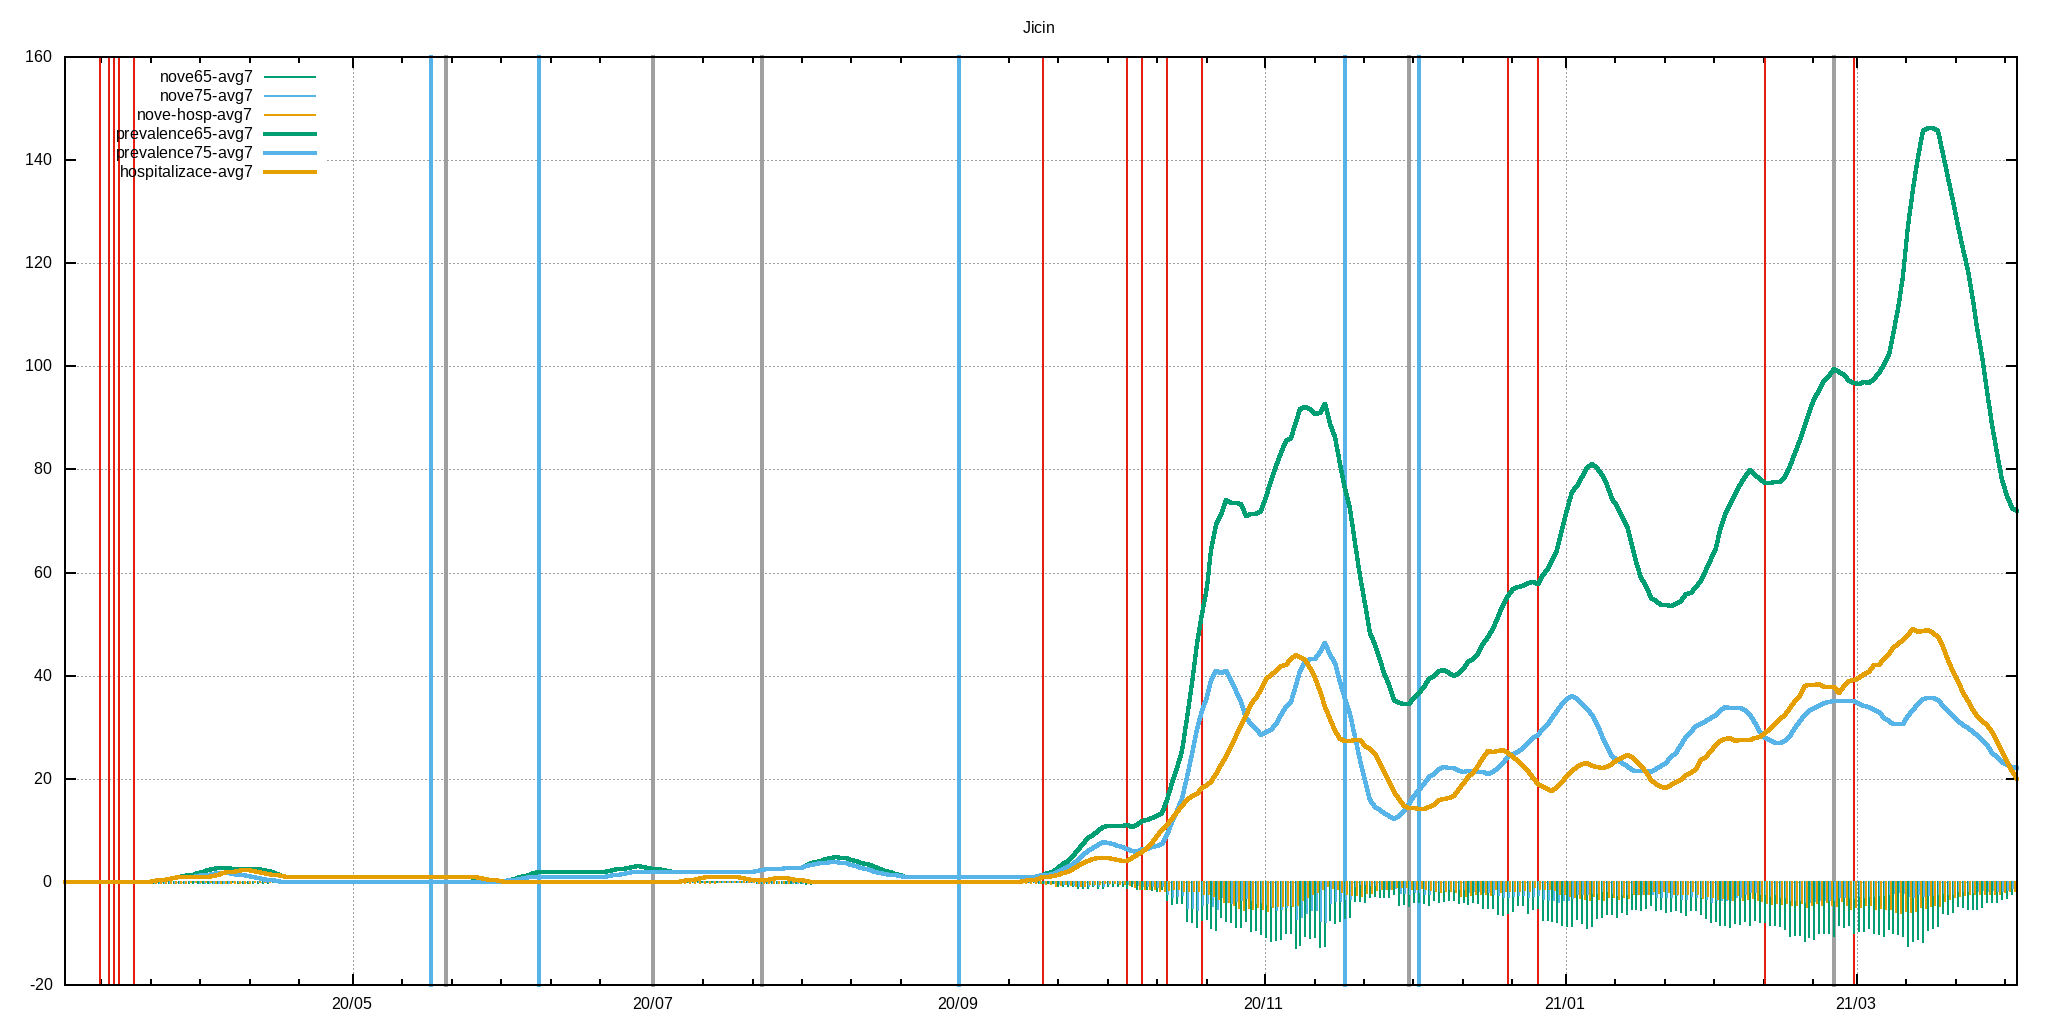 Jicin
160
nove65-avg7
nove75-avg7
nove-hosp-avg7
prevalence65-avg7
prevalence75-avg7
hospitalizace-avg7
140
120
100
80
60
40
20
0
-20
20/05 20/07 20/09 20/11 21/01 21/03